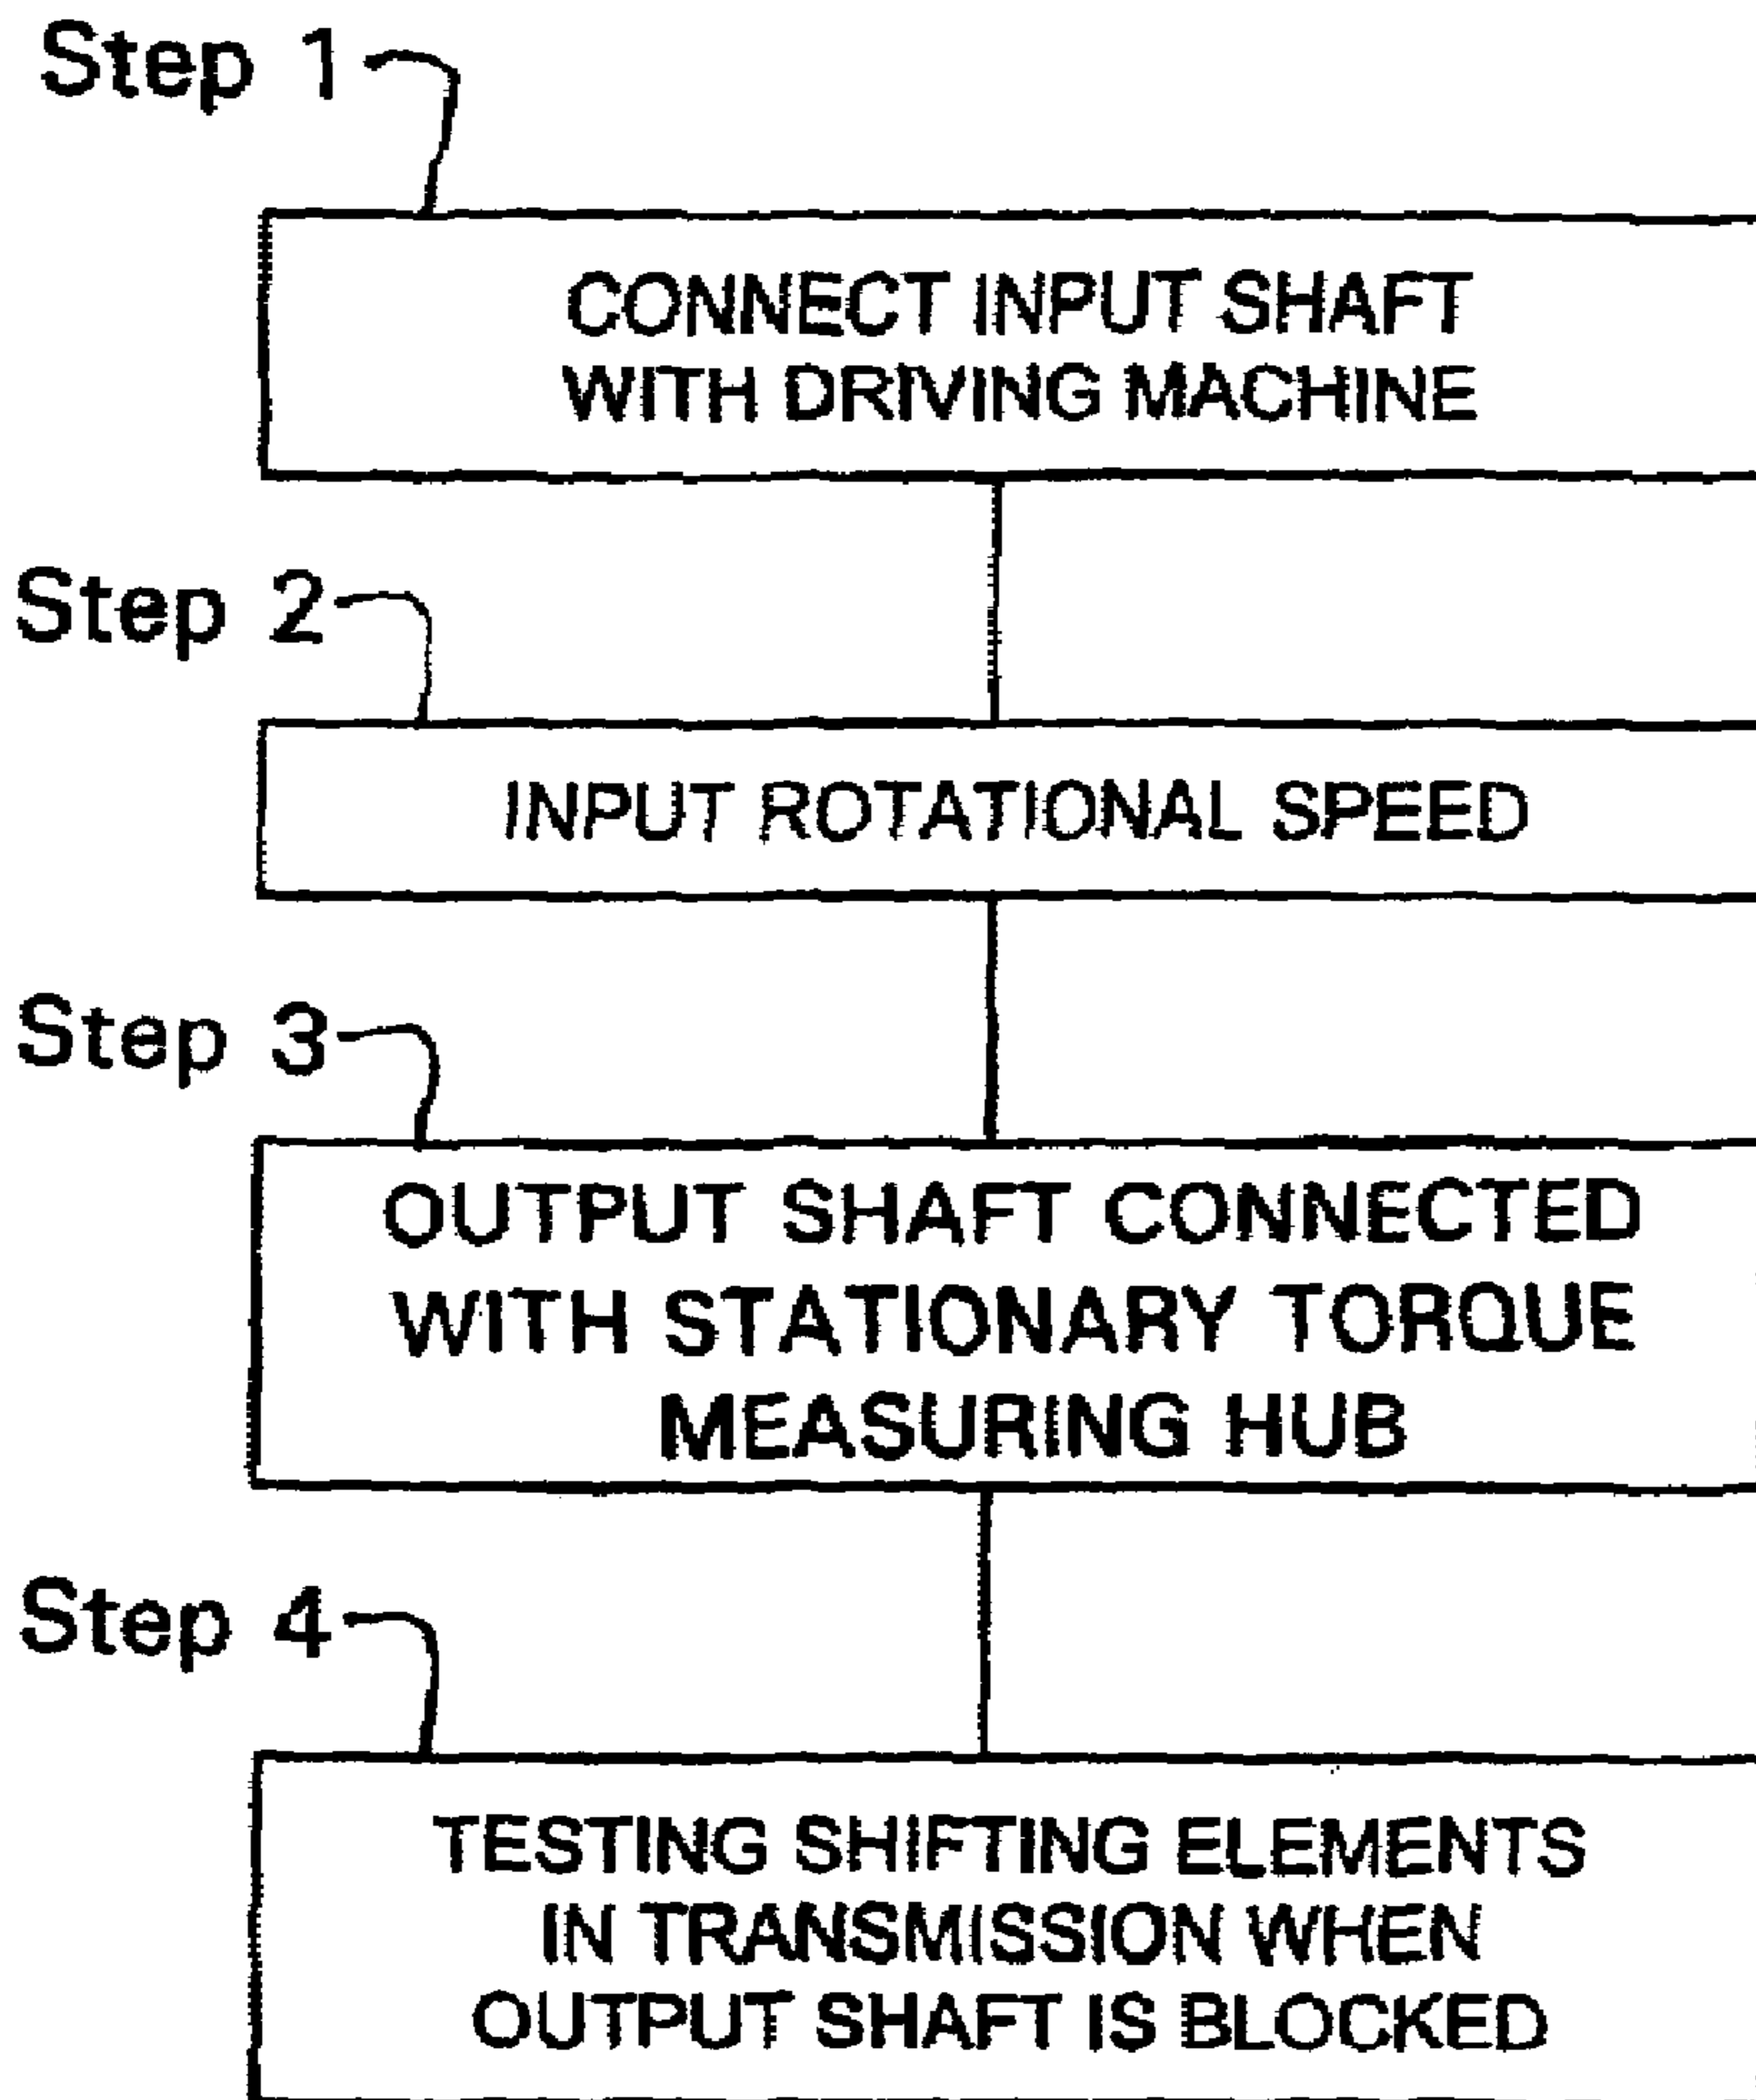 Step 1
CONNECT INPUT SHAFT
WITH DRIVING MACHINE
Step 2
INPUT ROTATIONAL SPEED
Step 3
OUTPUT SHAFT CONNECTED
WITH STATIONARY TORQUE
MEASURING HUB
Step 4
TESTING SHIFTING ELEMENTS
IN TRANSMISSION WHEN
OUTPUT SHAFT IS BLOCKED